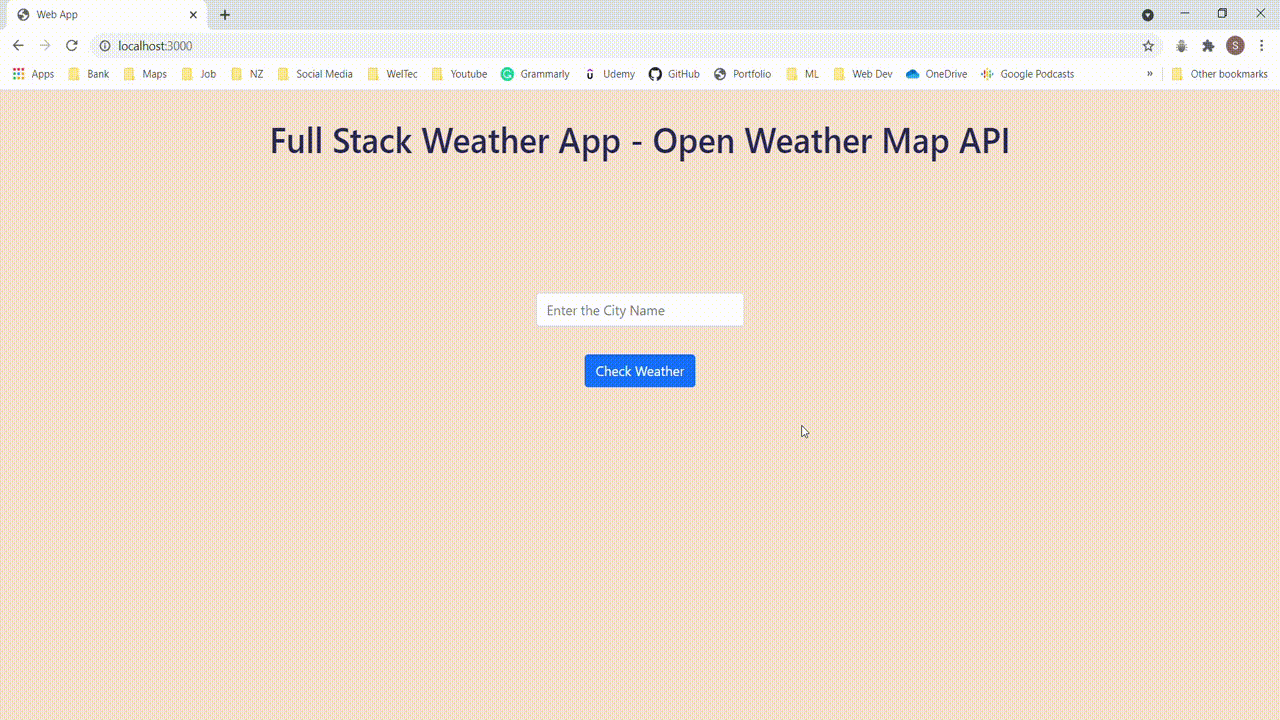 Web App
localhost:3000
S
Apps Bank Maps Job NZ Social Media WelTec Youtube Grammarly Udemy GitHub Portfolio ML Web Dev OneDrive Google Podcasts » Other bookmarks
Full Stack Weather App - Open Weather Map API
Enter the City Name
Check Weather